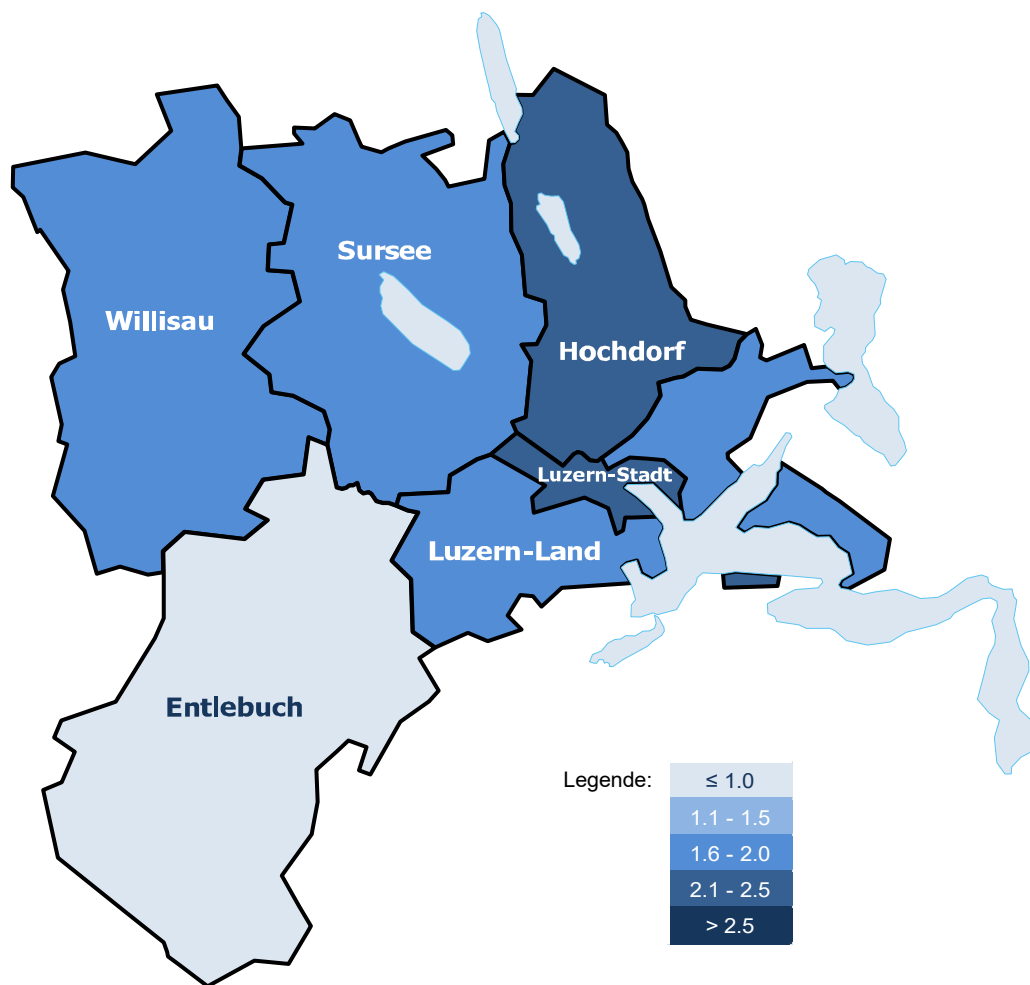 Sursee
Willisau
Hochdorf
Luzern-Stadt
Luzern-Land
Entlebuch
Legende:
≤ 1.0
1.1 - 1.5
1.6 - 2.0
2.1 - 2.5
> 2.5